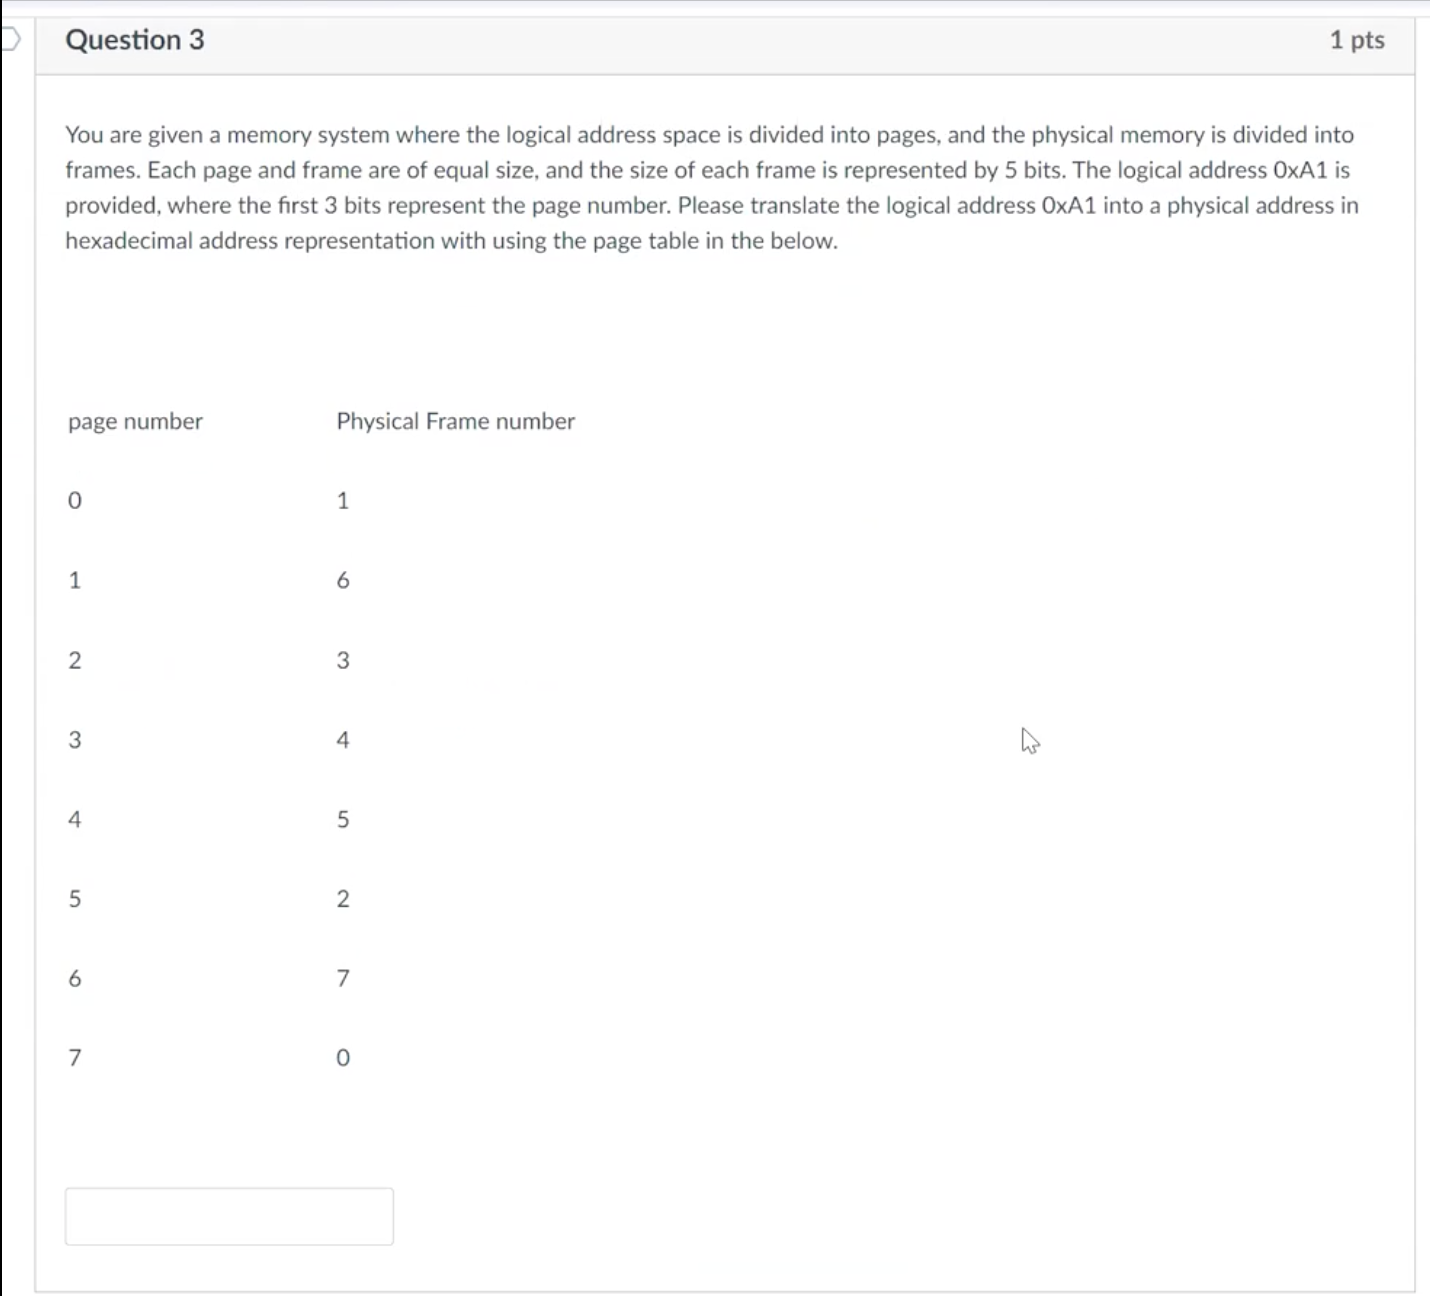 Question 3
1 pts
You are given a memory system where the logical address space is divided into pages, and the physical memory is divided into
frames. Each page and frame are of equal size, and the size of each frame is represented by 5 bits. The logical address 0xA1 is
provided, where the first 3 bits represent the page number. Please translate the logical address 0xA1 into a physical address in
hexadecimal address representation with using the page table in the below.
page number Physical Frame number
0 1
1 6
2 3
3 4
4 5
5 2
6 7
7 0